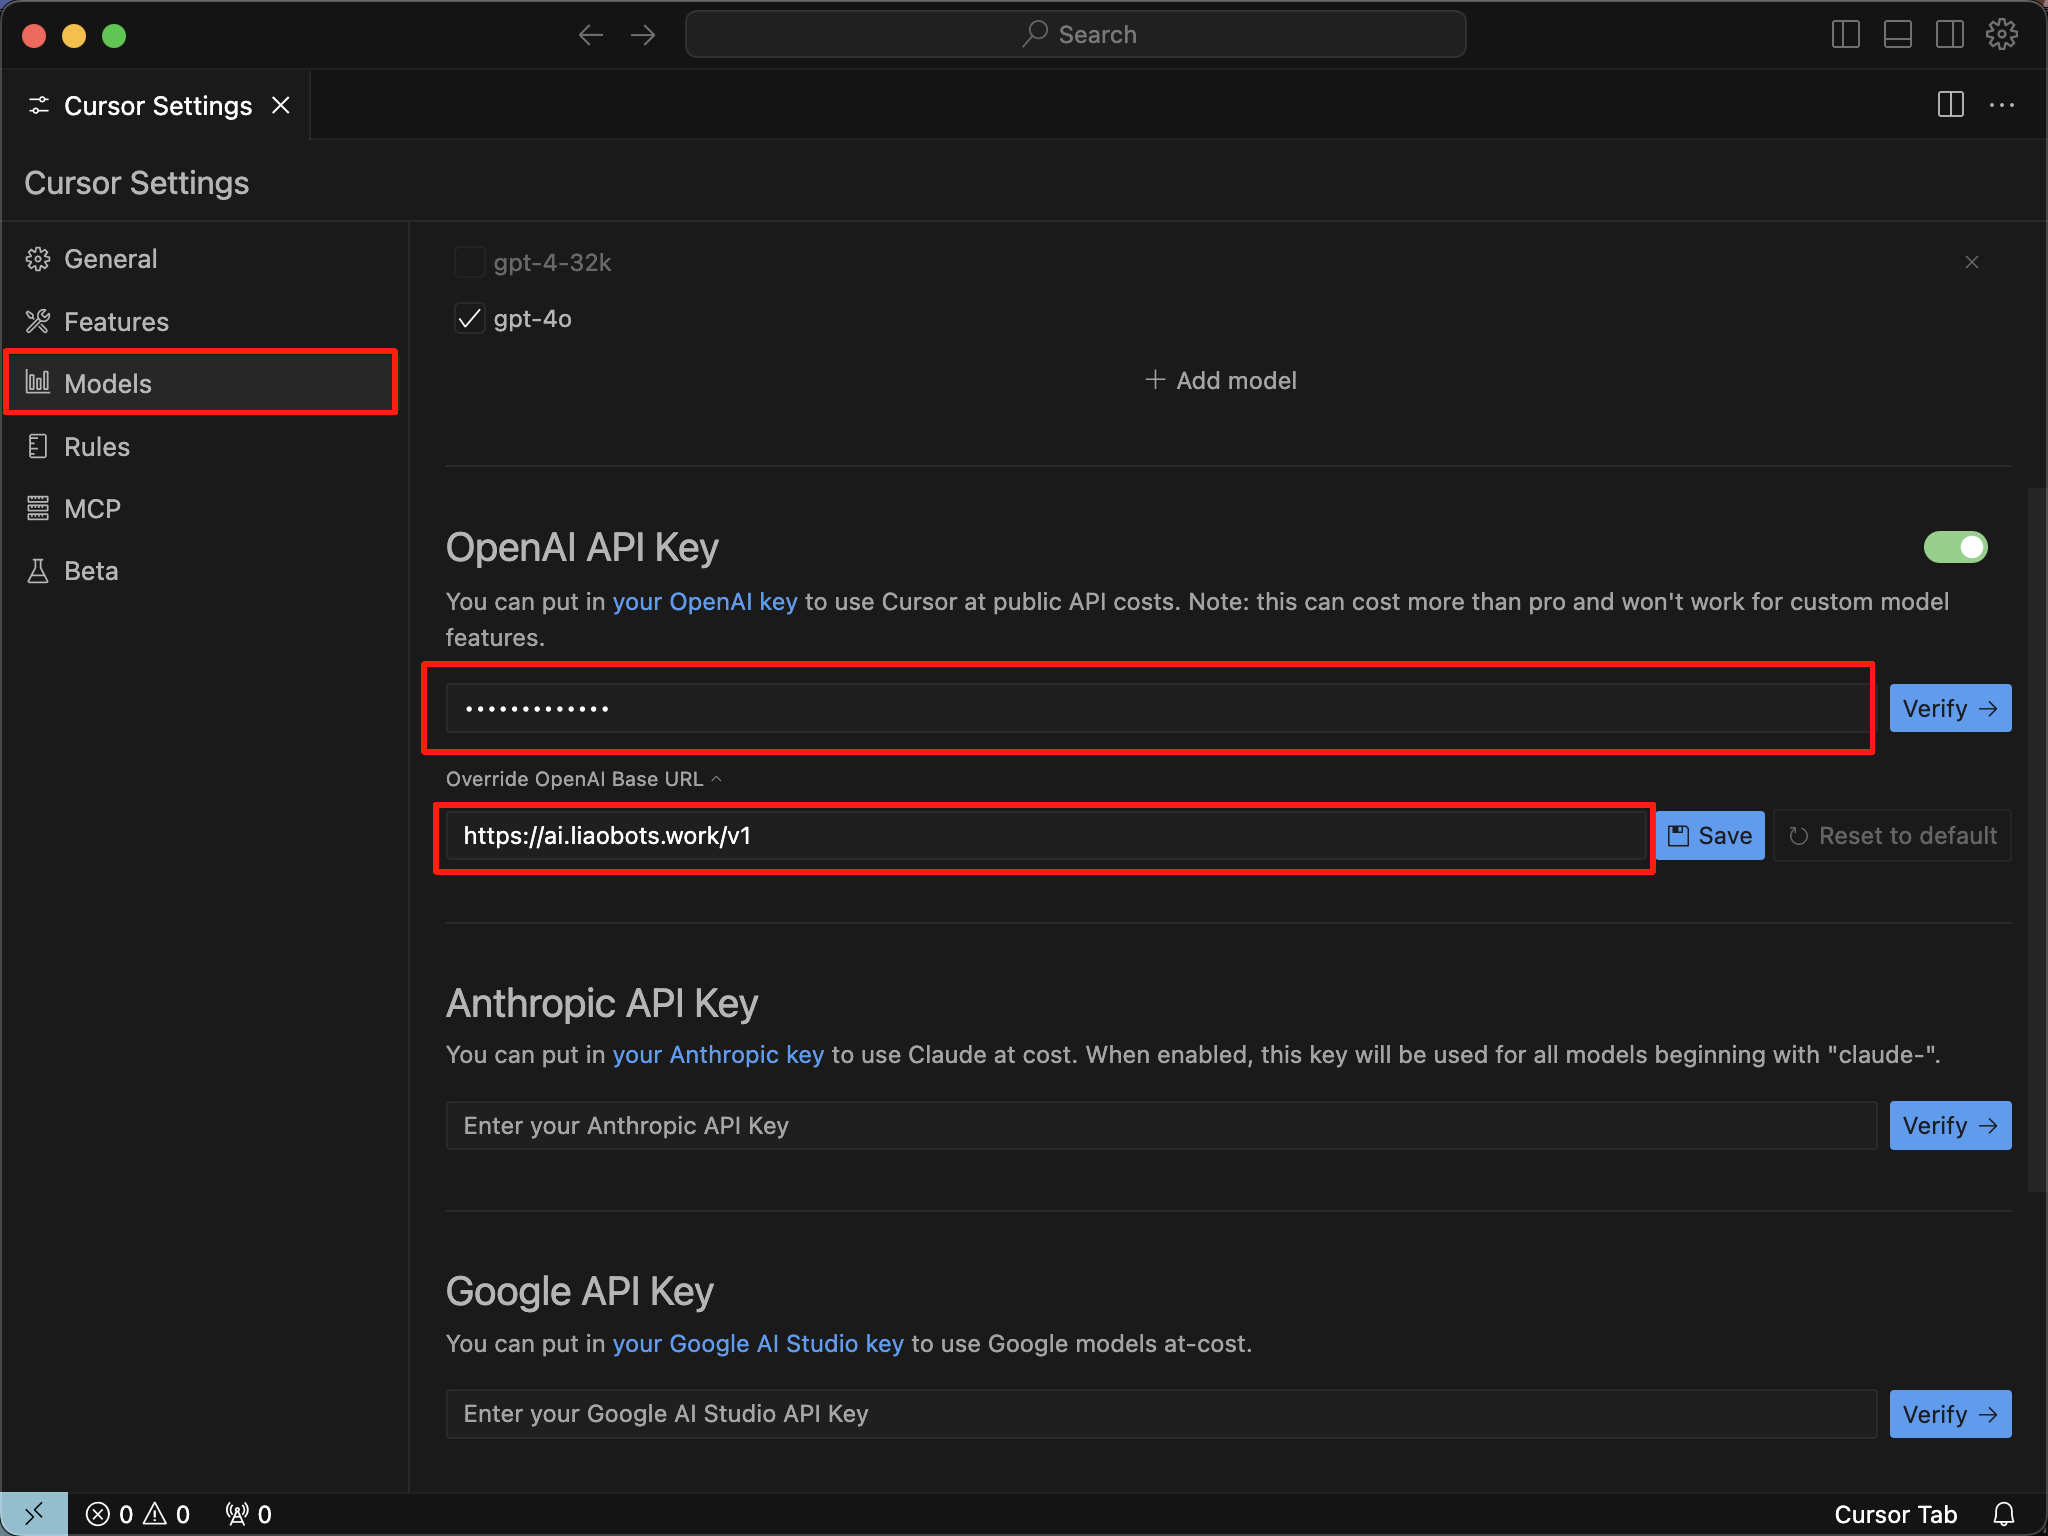 Search
Cursor Settings
Cursor Settings
General
Features
Models
Rules
MCP
Beta
gpt-4-32k
gpt-4o
Add model
OpenAI API Key
You can put in your OpenAI key to use Cursor at public API costs. Note: this can cost more than pro and won't work for custom model
features.
•••••••••••••
Verify →
Override OpenAI Base URL
https://ai.liaobots.work/v1
Save
Reset to default
Anthropic API Key
You can put in your Anthropic key to use Claude at cost. When enabled, this key will be used for all models beginning with "claude-".
Enter your Anthropic API Key
Verify →
Google API Key
You can put in your Google AI Studio key to use Google models at-cost.
Enter your Google AI Studio API Key
Verify →
0 0 0
Cursor Tab